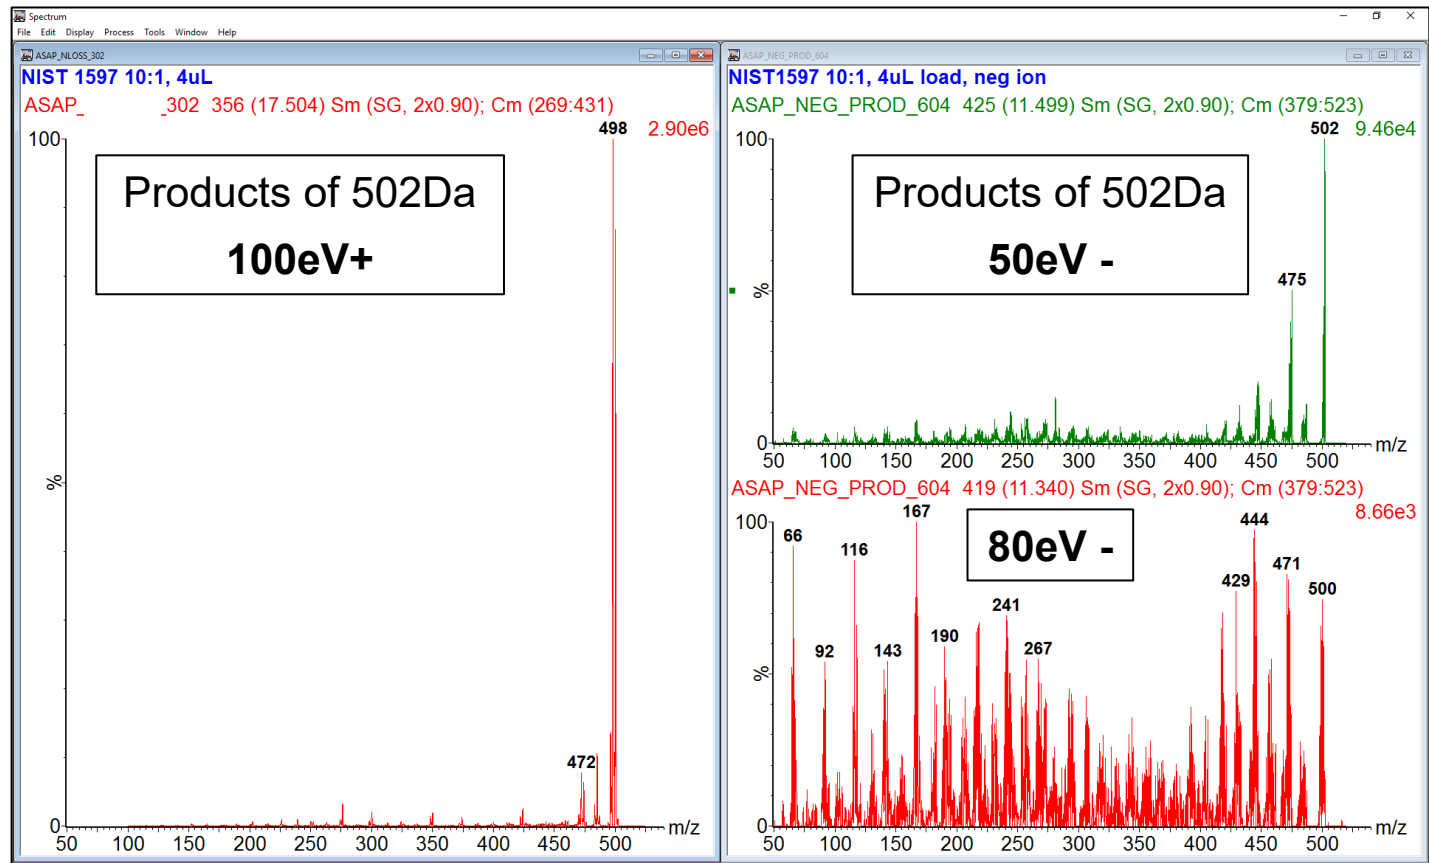 Spectrum
File Edit Display Process Tools Window Help
ASAP_NLOSS_302
NIST 1597 10:1, 4uL
ASAP_ _302 356 (17.504) Sm (SG, 2x0.90); Cm (269:431)
498 2.90e6
100
Products of 502Da
100eV+
%
472
0
m/z
50 100 150 200 250 300 350 400 450 500
ASAP_NEG_PROD_604
NIST1597 10:1, 4uL load, neg ion
ASAP_NEG_PROD_604 425 (11.499) Sm (SG, 2x0.90); Cm (379:523)
502 9.46e4
100
Products of 502Da
50eV -
475
%
0
m/z
50 100 150 200 250 300 350 400 450 500
ASAP_NEG_PROD_604 419 (11.340) Sm (SG, 2x0.90); Cm (379:523)
167 8.66e3
100
66 116 80eV - 444
471
429 500
241
92 143 190 267
%
0
m/z
50 100 150 200 250 300 350 400 450 500